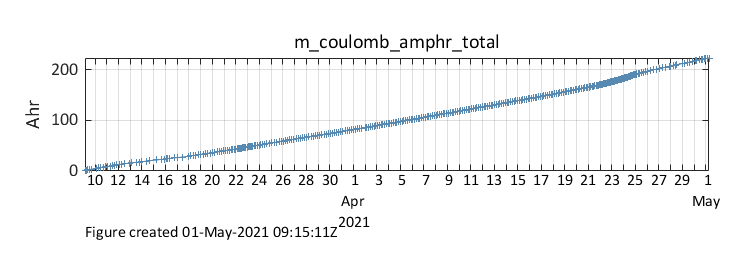 m_coulomb_amphr_total
200
100
0
Ahr
10 12 14 16 18 20 22 24 26 28 30 1 3 5 7 9 11 13 15 17 19 21 23 25 27 29 1
Apr May
2021
Figure created 01-May-2021 09:15:11Z